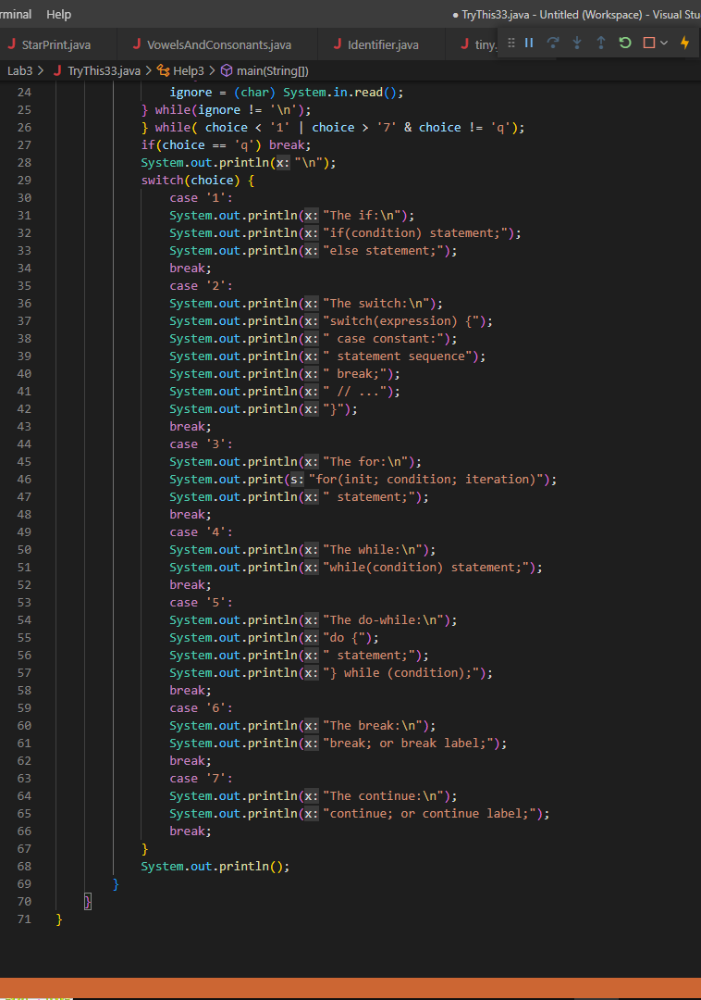 rminal Help ● TryThis33.java - Untitled (Workspace) - Visual Stu
J StarPrint.java J VowelsAndConsonants.java J Identifier.java J tiny.
Lab3 > J TryThis33.java > Help3 > main(String[])
24 ignore = (char) System.in.read();
25 } while(ignore != '\n');
26 } while( choice < '1' | choice > '7' & choice != 'q');
27 if(choice == 'q') break;
28 System.out.println(x: "\n");
29 switch(choice) {
30 case '1':
31 System.out.println(x: "The if:\n");
32 System.out.println(x: "if(condition) statement;");
33 System.out.println(x: "else statement;");
34 break;
35 case '2':
36 System.out.println(x: "The switch:\n");
37 System.out.println(x: "switch(expression) {");
38 System.out.println(x: " case constant:");
39 System.out.println(x: " statement sequence");
40 System.out.println(x: " break;");
41 System.out.println(x: " // ...");
42 System.out.println(x: "}");
43 break;
44 case '3':
45 System.out.println(x: "The for:\n");
46 System.out.print(s: "for(init; condition; iteration)");
47 System.out.println(x: " statement;");
48 break;
49 case '4':
50 System.out.println(x: "The while:\n");
51 System.out.println(x: "while(condition) statement;");
52 break;
53 case '5':
54 System.out.println(x: "The do-while:\n");
55 System.out.println(x: "do {");
56 System.out.println(x: " statement;");
57 System.out.println(x: "} while (condition);");
58 break;
59 case '6':
60 System.out.println(x: "The break:\n");
61 System.out.println(x: "break; or break label;");
62 break;
63 case '7':
64 System.out.println(x: "The continue:\n");
65 System.out.println(x: "continue; or continue label;");
66 break;
67 }
68 System.out.println();
69 }
70 }
71 }